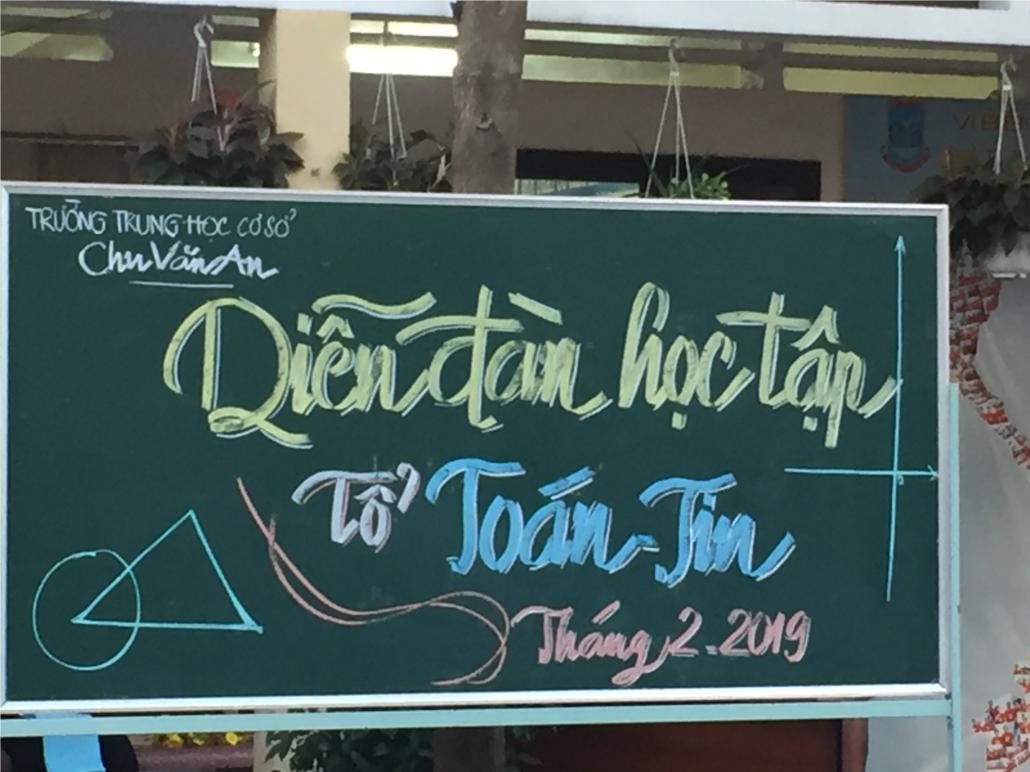 TRƯỜNG TRUNG HỌC CƠ SỞ
Chu Văn An
Diễn đàn học tập
Tổ Toán-Tin
Tháng 2.2019